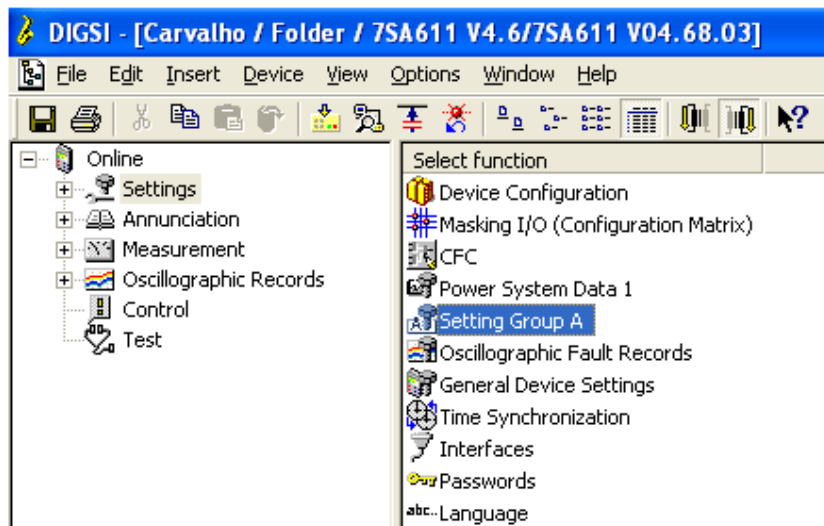 DIGSI - [Carvalho / Folder / 7SA611 V4.6/7SA611 V04.68.03]
File Edit Insert Device View Options Window Help
Online
Settings
Annunciation
Measurement
Oscillographic Records
Control
Test
Select function
Device Configuration
Masking I/O (Configuration Matrix)
CFC
Power System Data 1
A Setting Group A
Oscillographic Fault Records
General Device Settings
Time Synchronization
Interfaces
Passwords
abc.. Language